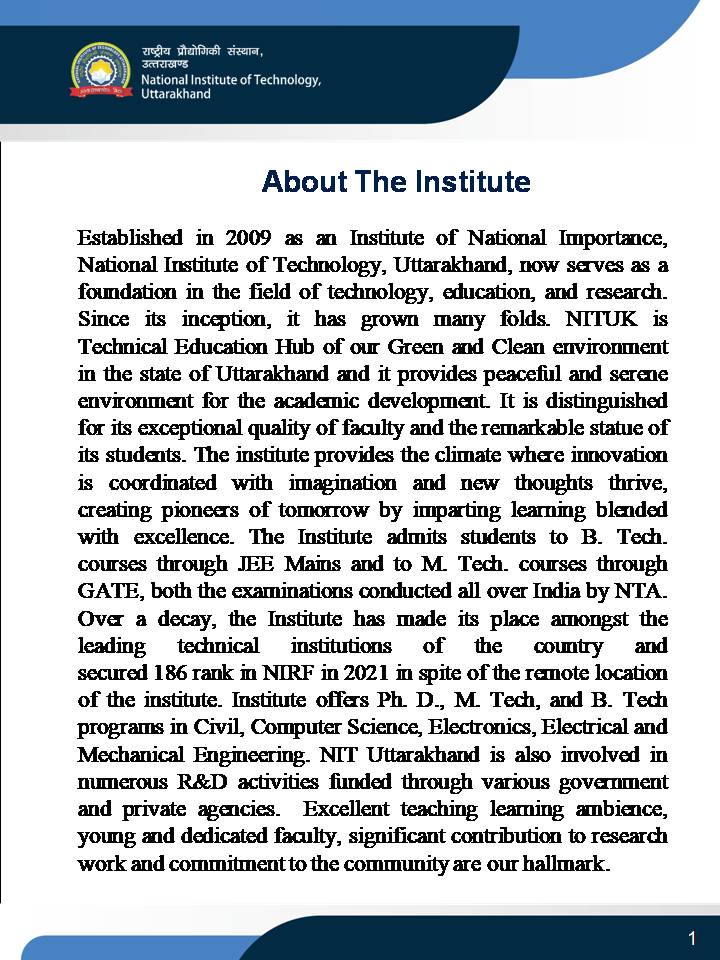 राष्ट्रीय प्रौद्योगिकी संस्थान,
उत्तराखण्ड
National Institute of Technology,
Uttarakhand
About The Institute
Established in 2009 as an Institute of National Importance,
National Institute of Technology, Uttarakhand, now serves as a
foundation in the field of technology, education, and research.
Since its inception, it has grown many folds. NITUK is
Technical Education Hub of our Green and Clean environment
in the state of Uttarakhand and it provides peaceful and serene
environment for the academic development. It is distinguished
for its exceptional quality of faculty and the remarkable statue of
its students. The institute provides the climate where innovation
is coordinated with imagination and new thoughts thrive,
creating pioneers of tomorrow by imparting learning blended
with excellence. The Institute admits students to B. Tech.
courses through JEE Mains and to M. Tech. courses through
GATE, both the examinations conducted all over India by NTA.
Over a decay, the Institute has made its place amongst the
leading technical institutions of the country and
secured 186 rank in NIRF in 2021 in spite of the remote location
of the institute. Institute offers Ph. D., M. Tech, and B. Tech
programs in Civil, Computer Science, Electronics, Electrical and
Mechanical Engineering. NIT Uttarakhand is also involved in
numerous R&D activities funded through various government
and private agencies. Excellent teaching learning ambience,
young and dedicated faculty, significant contribution to research
work and commitment to the community are our hallmark.
1